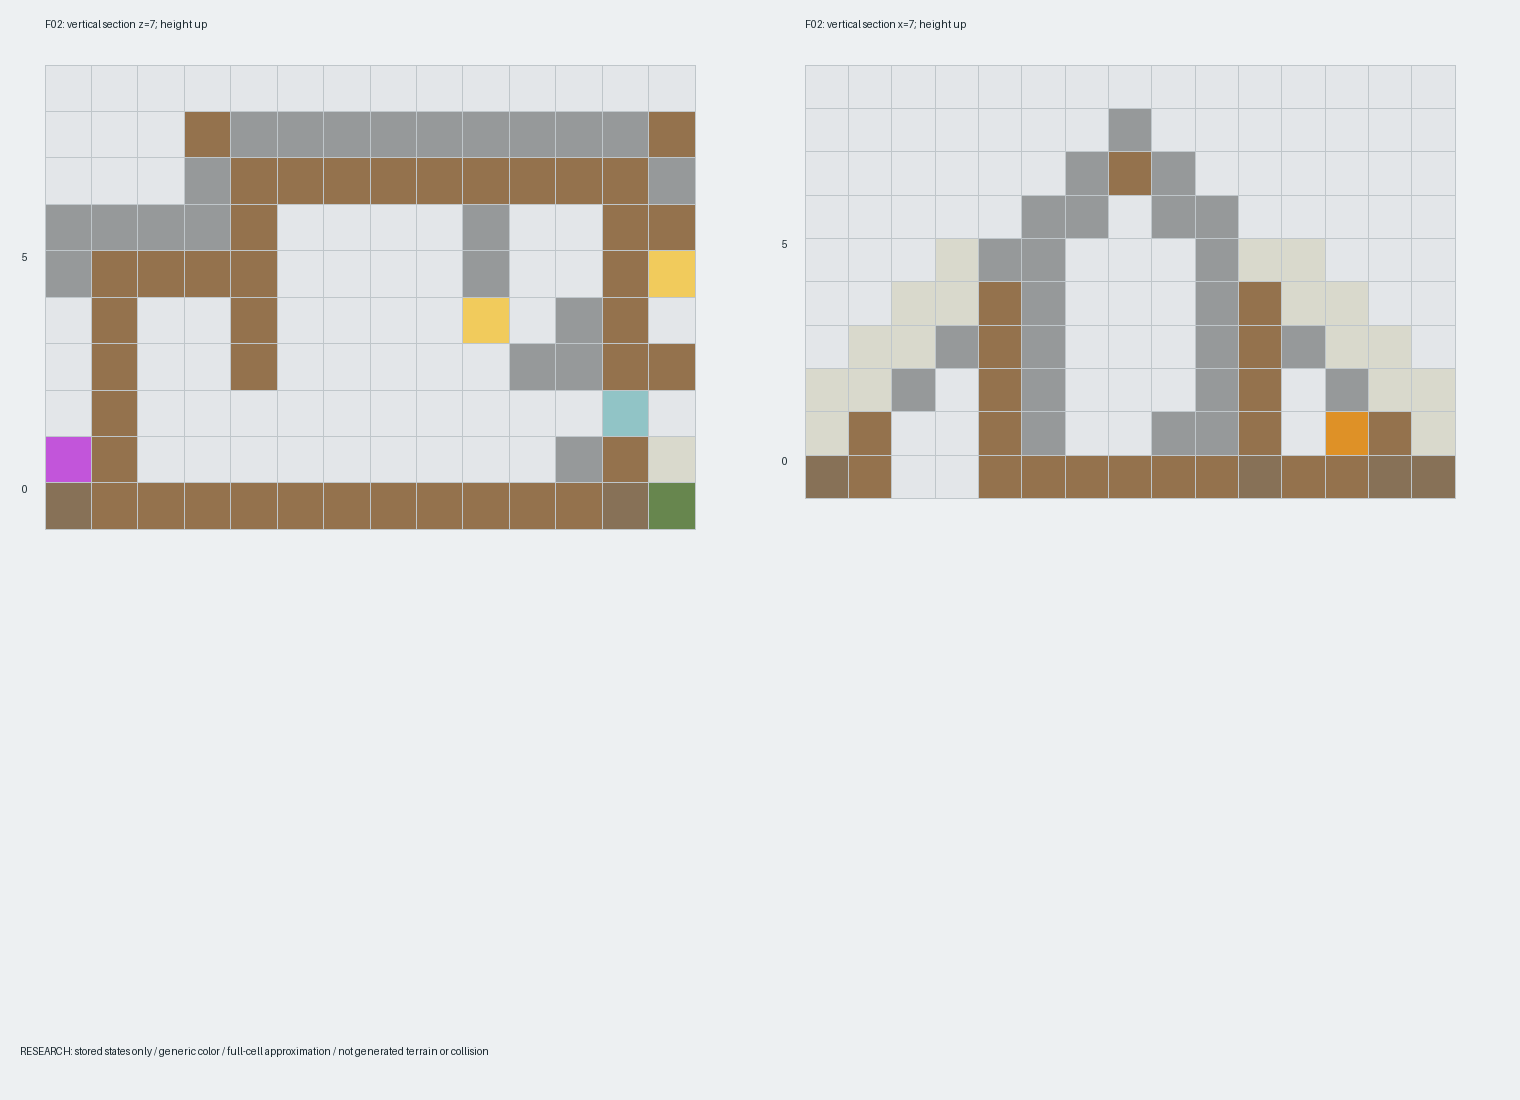 F02: vertical section z=7; height up
F02: vertical section x=7; height up
5
5
0
0
RESEARCH: stored states only / generic color / full-cell approximation / not generated terrain or collision